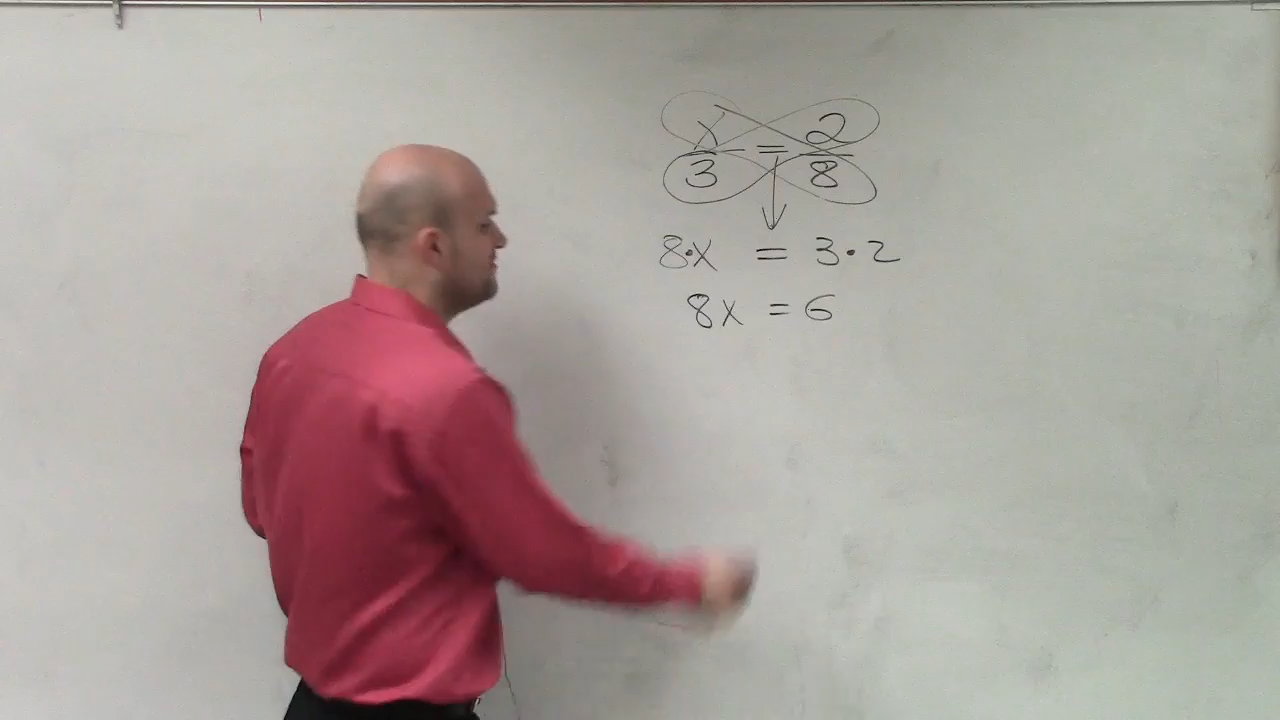 x/3 = 2/8
8·x = 3·2
8x = 6